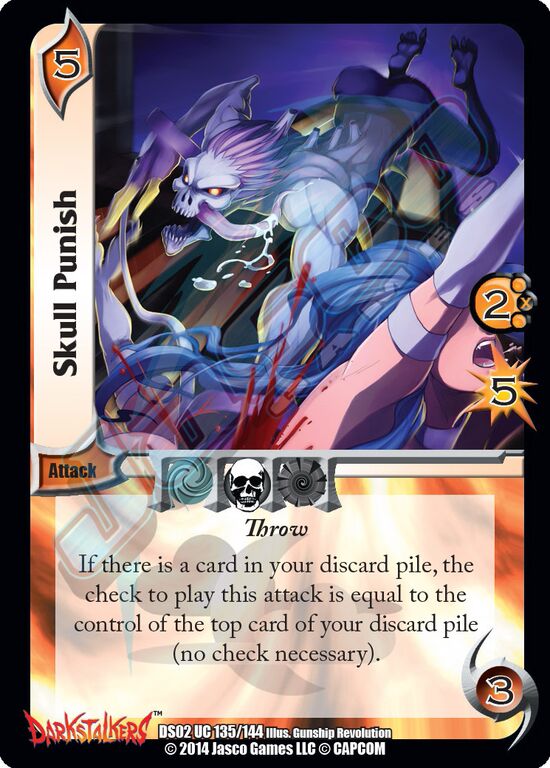 5
Skull Punish
2
x
5
Attack
Throw
If there is a card in your discard pile, the
check to play this attack is equal to the
control of the top card of your discard pile
(no check necessary).
3
DARKSTALKERS™
DS02 UC 135/144 Illus. Gunship Revolution
© 2014 Jasco Games LLC © CAPCOM